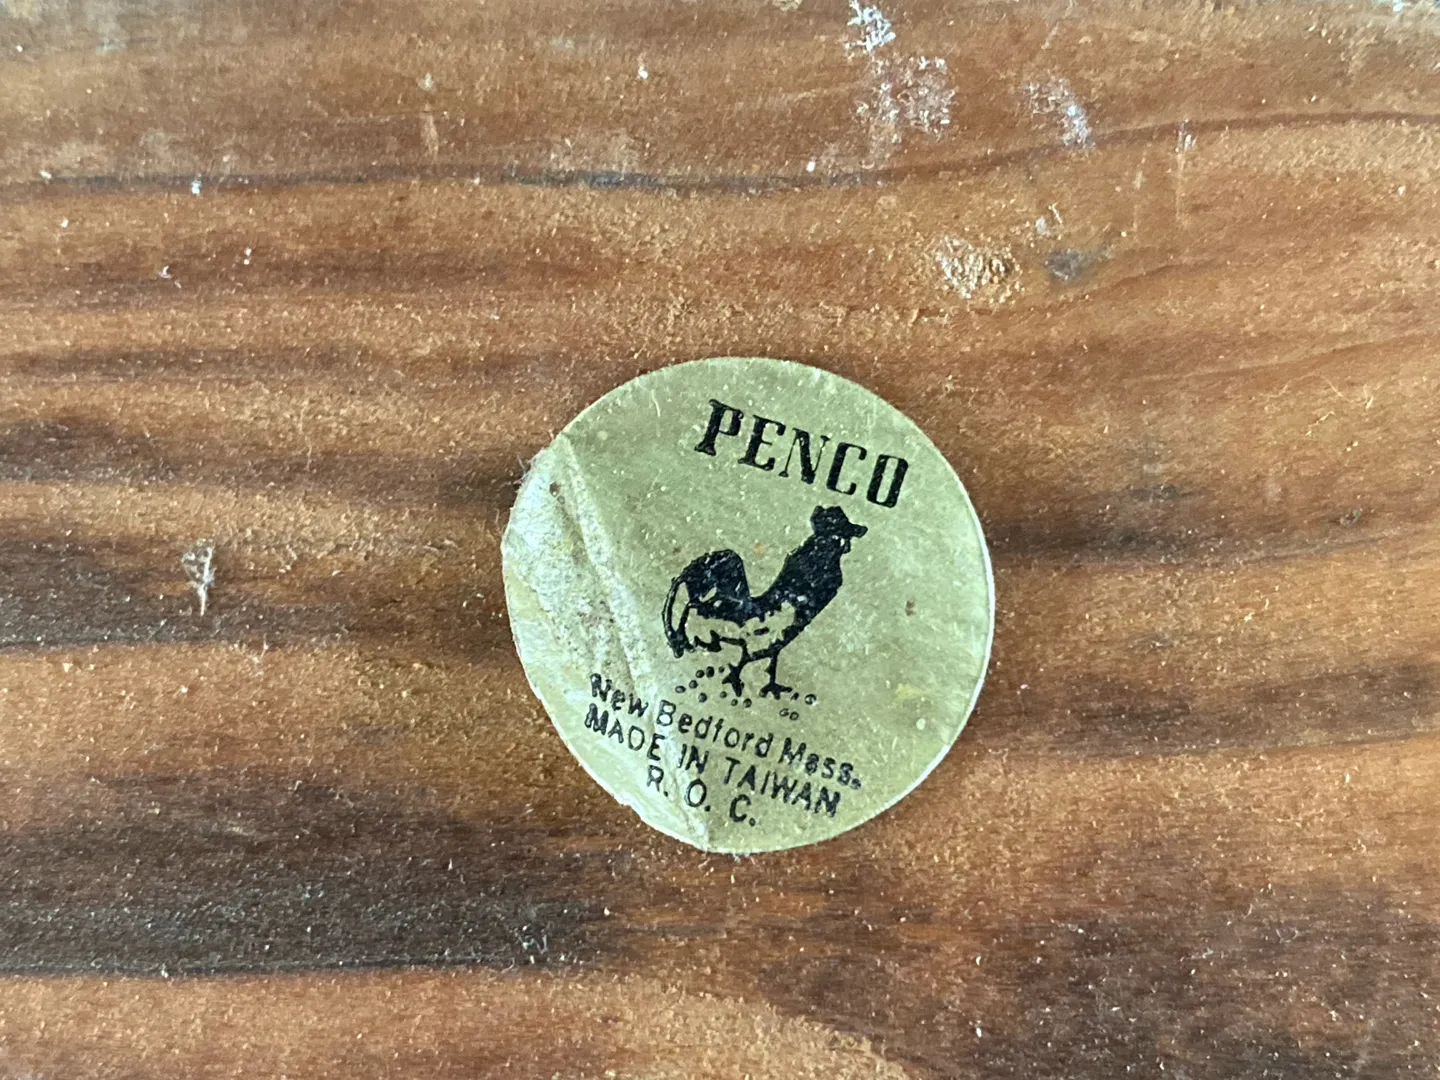 PENCO
New Bedford Mass.
MADE IN TAIWAN
R. O. C.